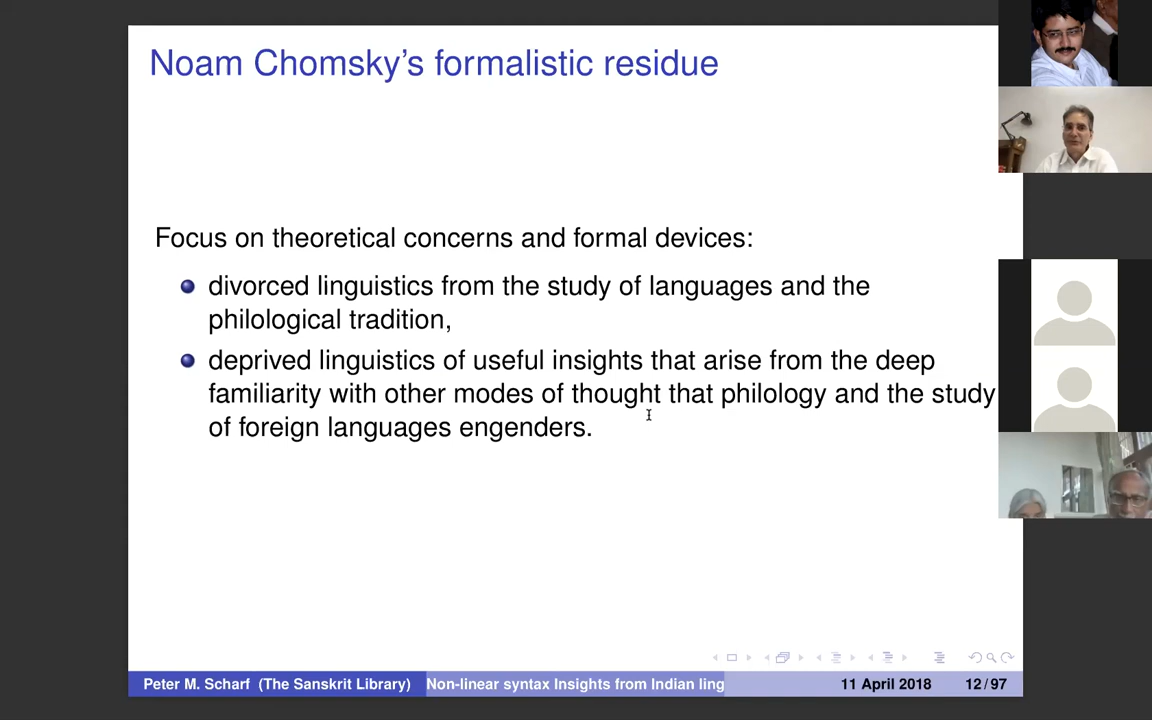 Noam Chomsky's formalistic residue
Focus on theoretical concerns and formal devices:
divorced linguistics from the study of languages and the
philological tradition,
deprived linguistics of useful insights that arise from the deep
familiarity with other modes of thought that philology and the study
of foreign languages engenders.
Peter M. Scharf (The Sanskrit Library) Non-linear syntax Insights from Indian ling 11 April 2018 12/97